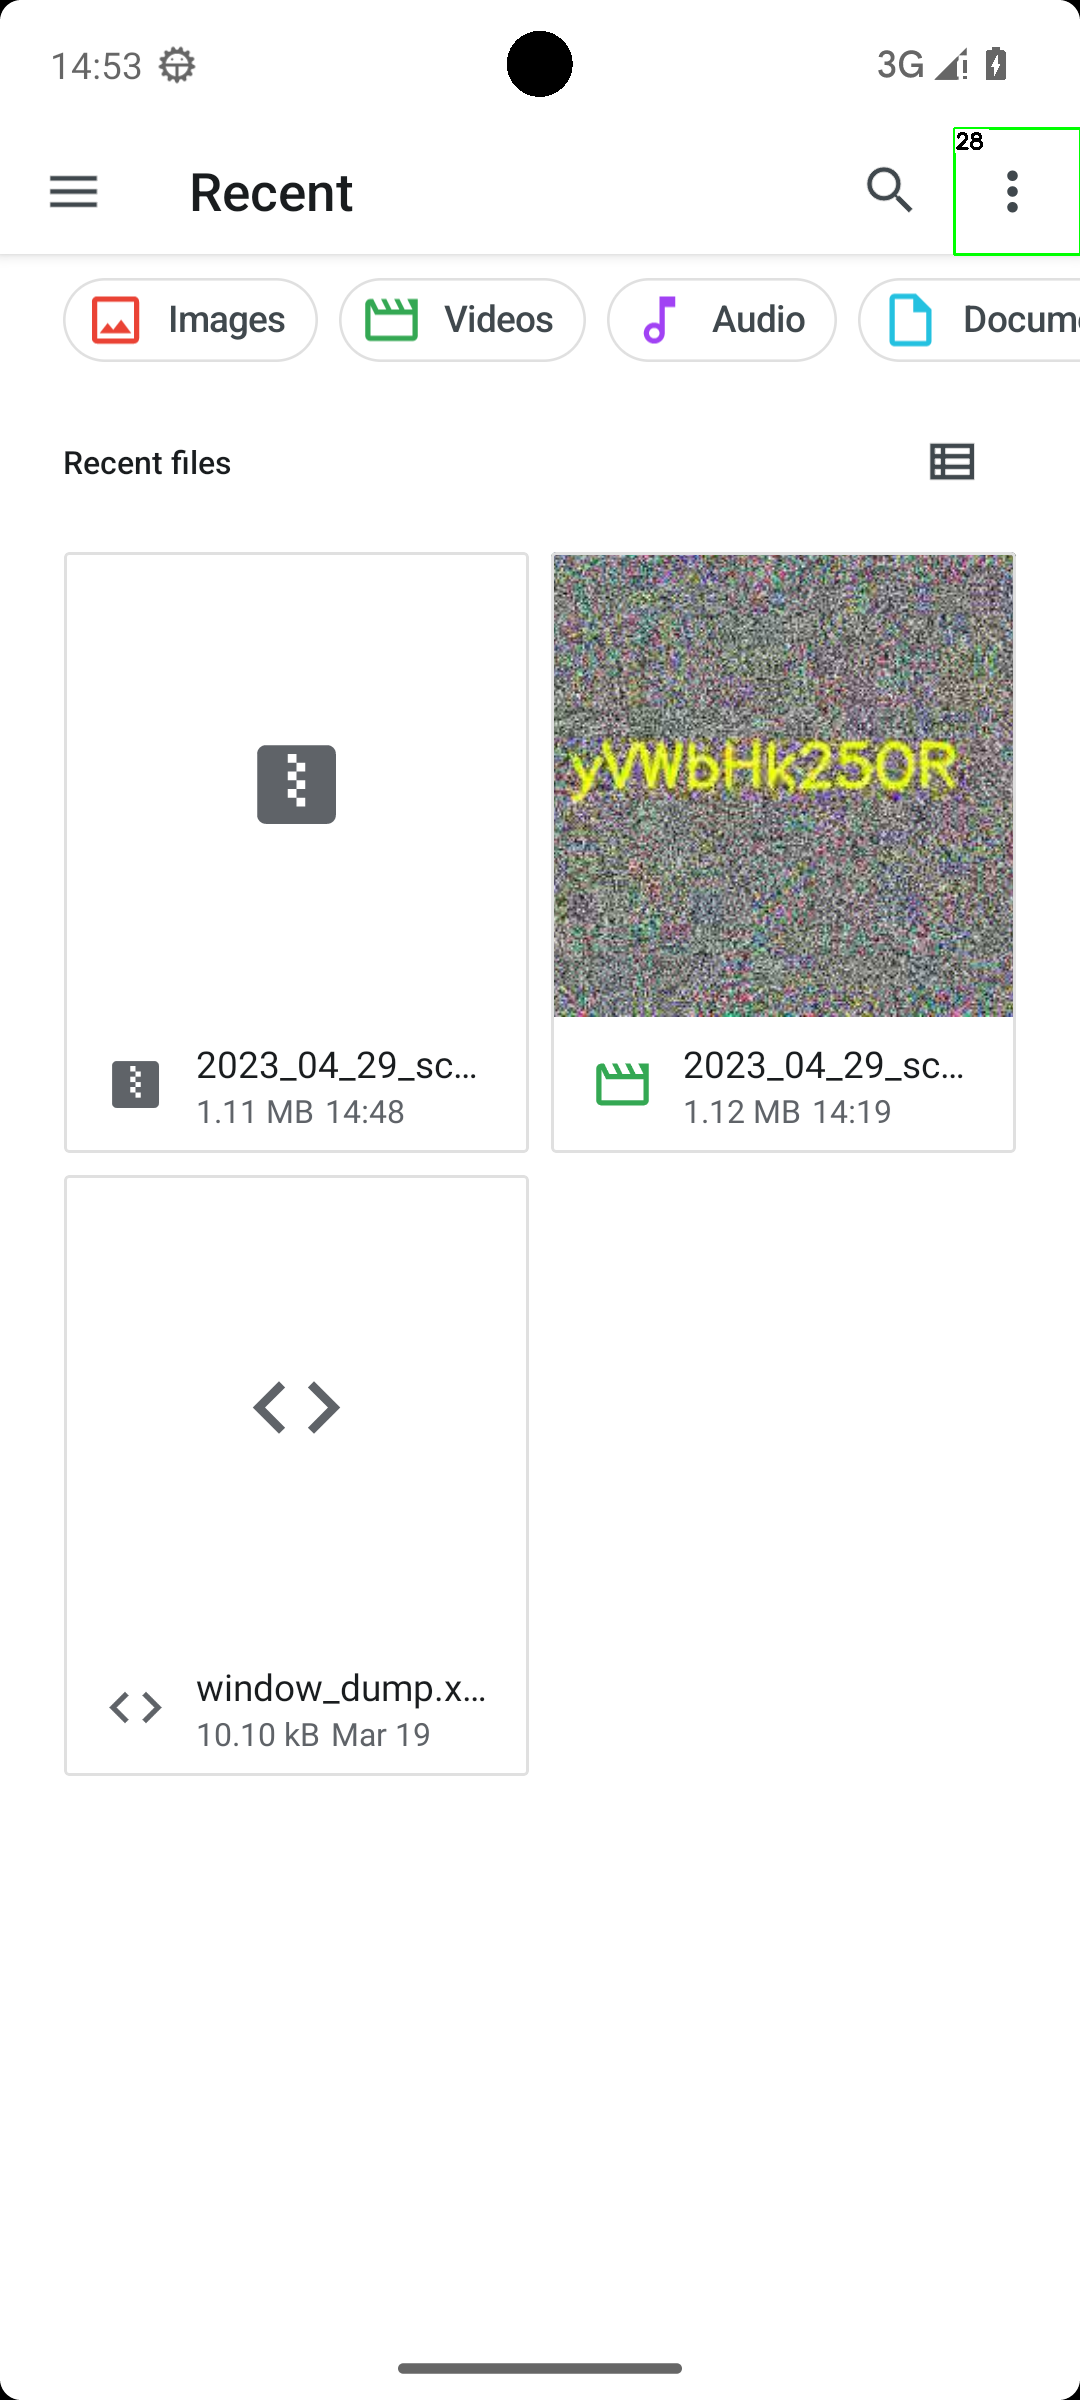 14:53
3G
28
Recent
Images
Videos
Audio
Docum
Recent files
yVWbHk25OR
2023_04_29_sc...
1.11 MB 14:48
2023_04_29_sc...
1.12 MB 14:19
window_dump.x...
10.10 kB Mar 19